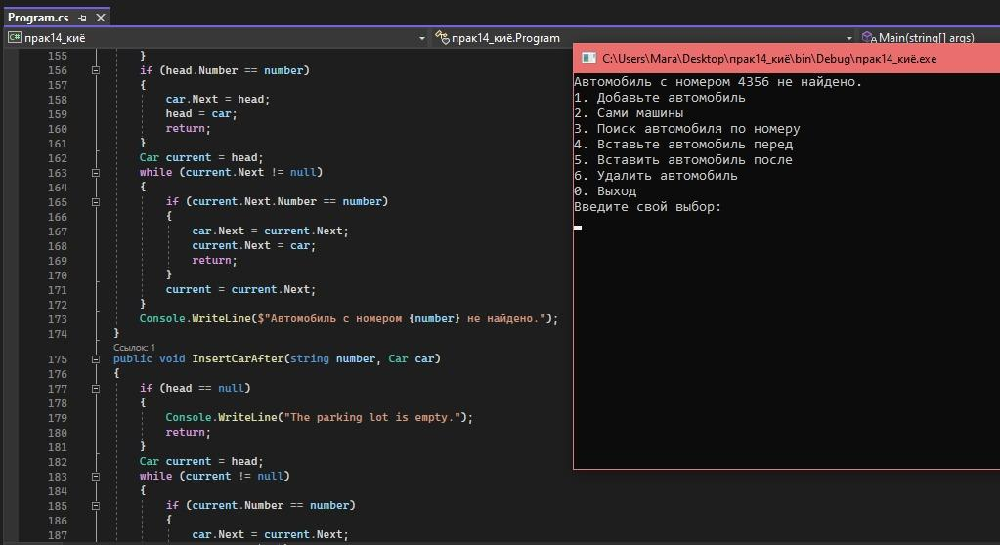 Program.cs
прак14_киё
прак14_киё.Program
Main(string[] args)
155 }
156 if (head.Number == number)
157 {
158 car.Next = head;
159 head = car;
160 return;
161 }
162 Car current = head;
163 while (current.Next != null)
164 {
165 if (current.Next.Number == number)
166 {
167 car.Next = current.Next;
168 current.Next = car;
169 return;
170 }
171 current = current.Next;
172 }
173 Console.WriteLine($"Автомобиль с номером {number} не найдено.");
174 }
Ссылок: 1
175 public void InsertCarAfter(string number, Car car)
176 {
177 if (head == null)
178 {
179 Console.WriteLine("The parking lot is empty.");
180 return;
181 }
182 Car current = head;
183 while (current != null)
184 {
185 if (current.Number == number)
186 {
187 car.Next = current.Next;
C:\Users\Mara\Desktop\прак14_киё\bin\Debug\прак14_киё.exe
Автомобиль с номером 4356 не найдено.
1. Добавьте автомобиль
2. Сами машины
3. Поиск автомобиля по номеру
4. Вставьте автомобиль перед
5. Вставить автомобиль после
6. Удалить автомобиль
0. Выход
Введите свой выбор: